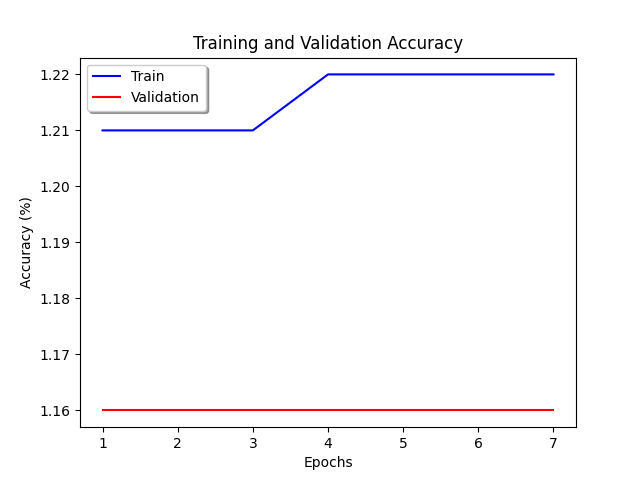 Training and Validation Accuracy
Train
Validation
1.22
1.21
1.20
1.19
1.18
1.17
1.16
Accuracy (%)
1 2 3 4 5 6 7
Epochs